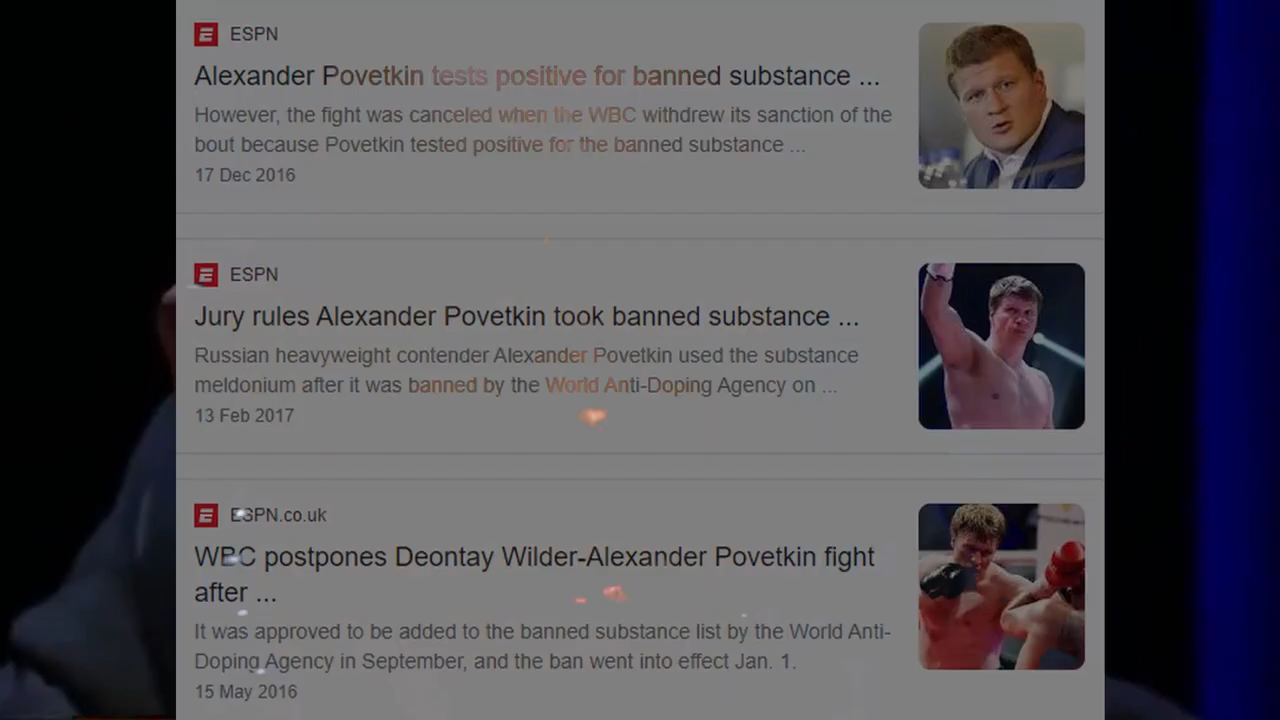 ESPN
Alexander Povetkin tests positive for banned substance ...
However, the fight was canceled when the WBC withdrew its sanction of the
bout because Povetkin tested positive for the banned substance ...
17 Dec 2016
ESPN
Jury rules Alexander Povetkin took banned substance ...
Russian heavyweight contender Alexander Povetkin used the substance
meldonium after it was banned by the World Anti-Doping Agency on ...
13 Feb 2017
ESPN.co.uk
WBC postpones Deontay Wilder-Alexander Povetkin fight
after ...
It was approved to be added to the banned substance list by the World Anti-
Doping Agency in September, and the ban went into effect Jan. 1.
15 May 2016